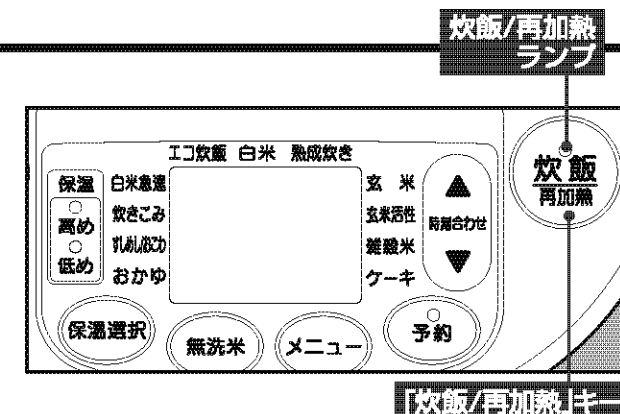 炊飯/再加熱
ランプ
エコ炊飯 白米 熟成炊き
保温
高め
低め
白米急速
炊きこみ
すしめし/おこわ
おかゆ
玄 米
玄米活性
雑穀米
ケーキ
時刻合わせ
炊飯
再加熱
保温選択
無洗米
メニュー
予約
「炊飯/再加熱」キー